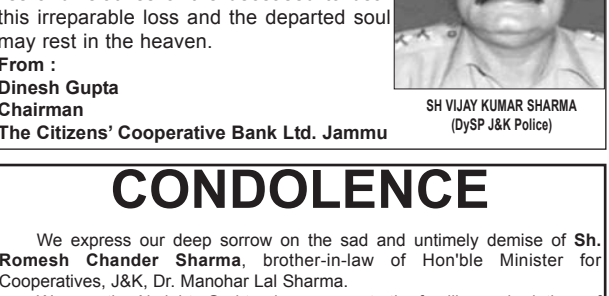 this irreparable loss and the departed soul
may rest in the heaven.
From :
Dinesh Gupta
Chairman
The Citizens' Cooperative Bank Ltd. Jammu
SH VIJAY KUMAR SHARMA
(DySP J&K Police)
CONDOLENCE
We express our deep sorrow on the sad and untimely demise of Sh.
Romesh Chander Sharma, brother-in-law of Hon'ble Minister for
Cooperatives, J&K, Dr. Manohar Lal Sharma.